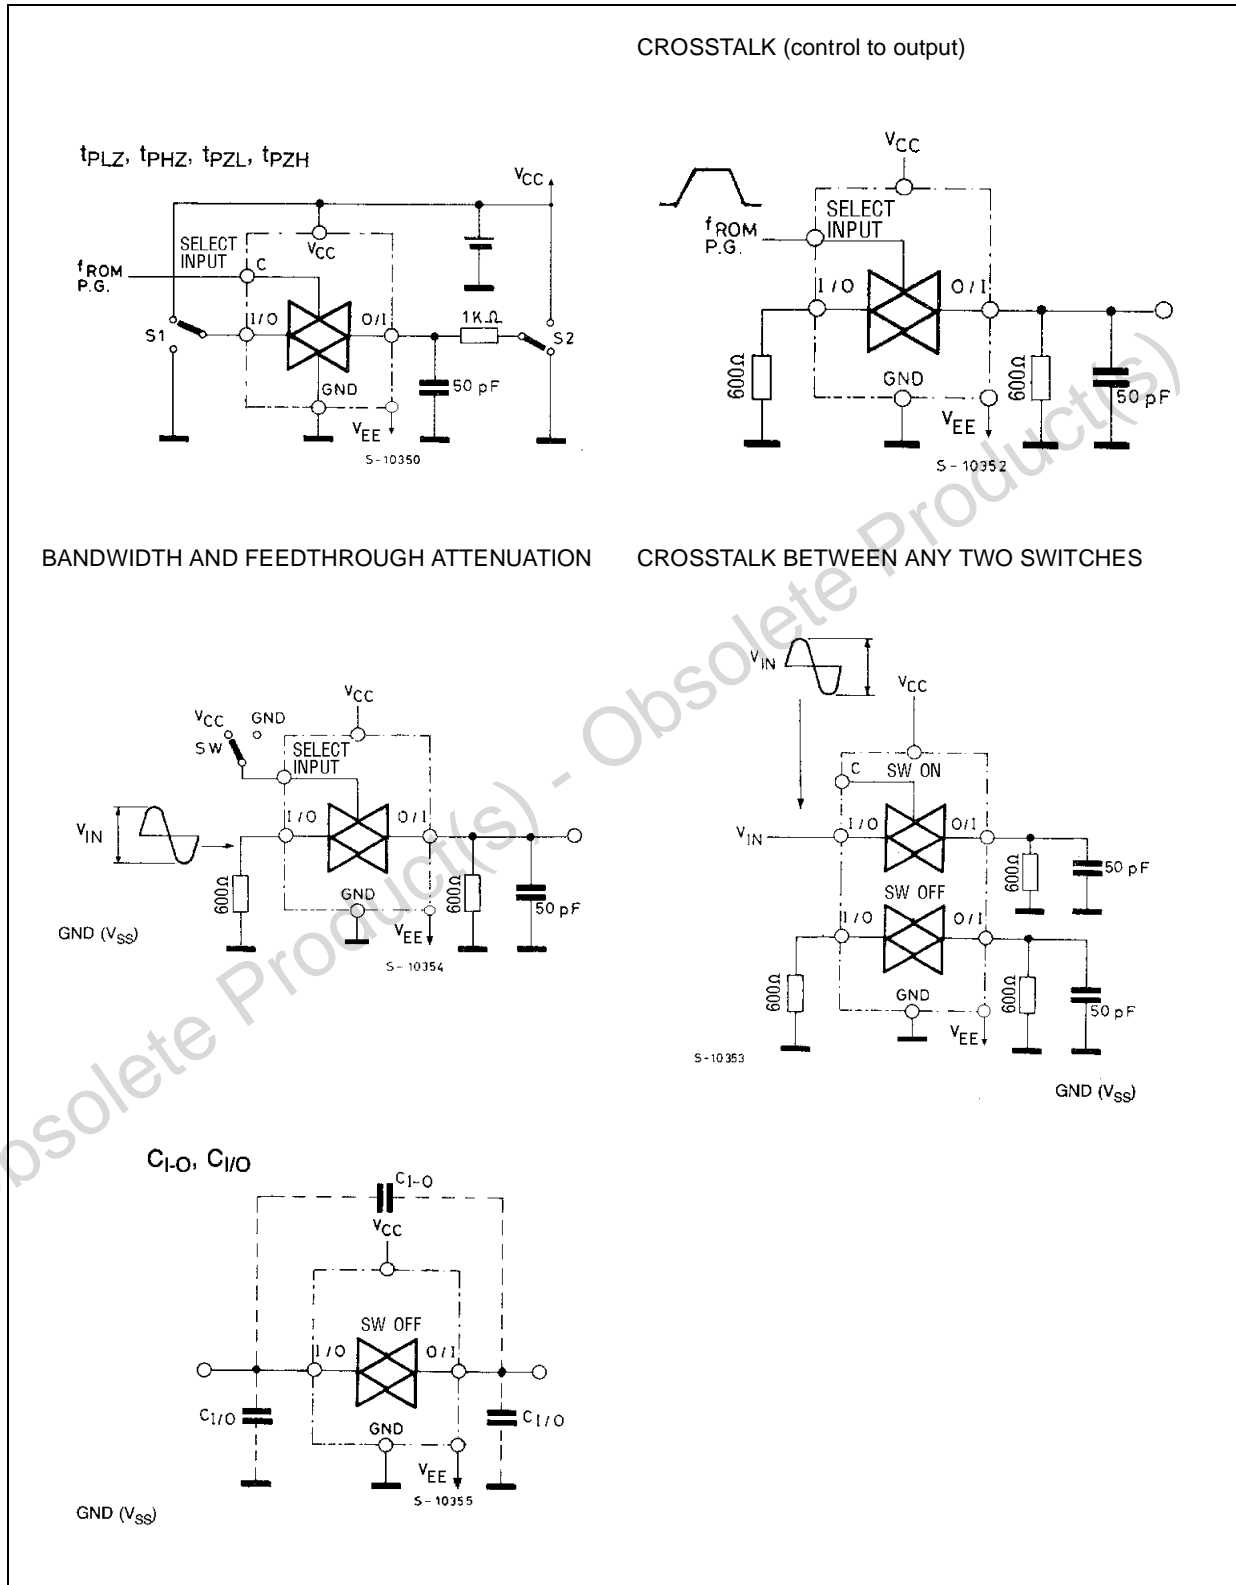 CROSSTALK (control to output)
tPLZ, tPHZ, tPZL, tPZH
VCC
SELECT
INPUT
VCC
fROM
P.G.
C
I/O
O/I
1KΩ
S1
S2
GND
50 pF
VEE
S-10350
VCC
SELECT
INPUT
fROM
P.G.
I/O
O/I
600Ω
GND
600Ω
50 pF
VEE
S-10352
BANDWIDTH AND FEEDTHROUGH ATTENUATION
VCC
VCC
GND
SW
SELECT
INPUT
VIN
I/O
O/I
600Ω
GND
600Ω
50 pF
GND (VSS)
VEE
S-10354
CROSSTALK BETWEEN ANY TWO SWITCHES
VIN
VCC
C
SW ON
VIN
I/O
O/I
600Ω
50 pF
SW OFF
I/O
O/I
600Ω
GND
600Ω
50 pF
VEE
S-10353
GND (VSS)
CI-O, CI/O
CI-O
VCC
SW OFF
I/O
O/I
CI/O
GND
CI/O
VEE
S-10355
GND (VSS)
Obsolete Product(s) - Obsolete Product(s)